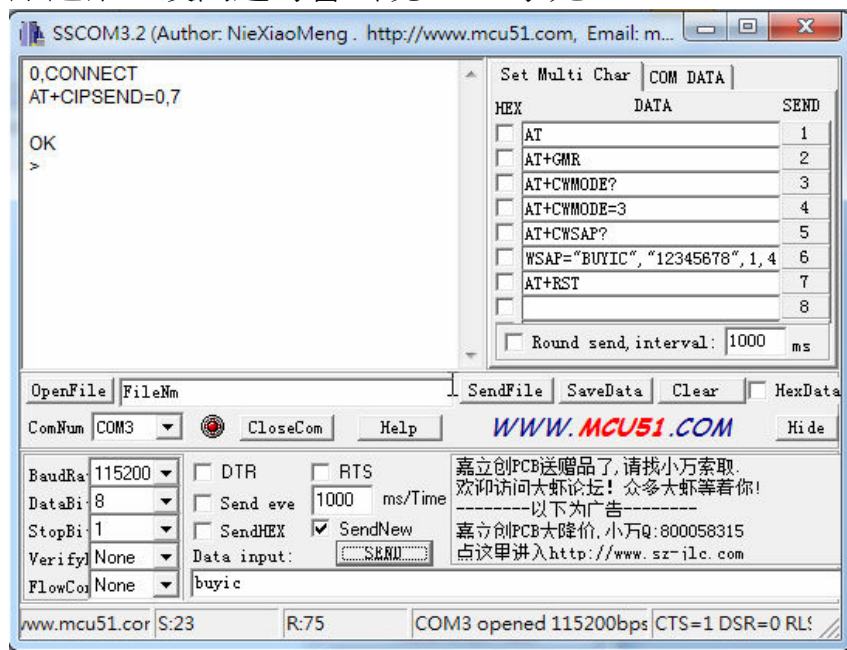 SSCOM3.2 (Author: NieXiaoMeng . http://www.mcu51.com, Email: m...
0,CONNECT
AT+CIPSEND=0,7
OK
>
Set Multi Char COM DATA
HEX DATA SEND
AT 1
AT+GMR 2
AT+CWMODE? 3
AT+CWMODE=3 4
AT+CWSAP? 5
WSAP="BUYIC", "12345678", 1, 4 6
AT+RST 7
8
Round send, interval: 1000 ms
OpenFile FileNm SendFile SaveData Clear HexData
ComNum COM3 CloseCom Help WWW.MCU51.COM Hide
BaudRa 115200 DTR RTS
DataBi 8 Send eve 1000 ms/Time
StopBi 1 SendHEX SendNew
Verifyl None Data input: SEND
FlowCo None buyic
嘉立创PCB送赠品了,请找小万索取.
欢迎访问大虾论坛! 众多大虾等着你!
--------以下为广告--------
嘉立创PCB大降价,小万Q:800058315
点这里进入http://www.sz-jlc.com
www.mcu51.cor S:23 R:75 COM3 opened 115200bps CTS=1 DSR=0 RLS